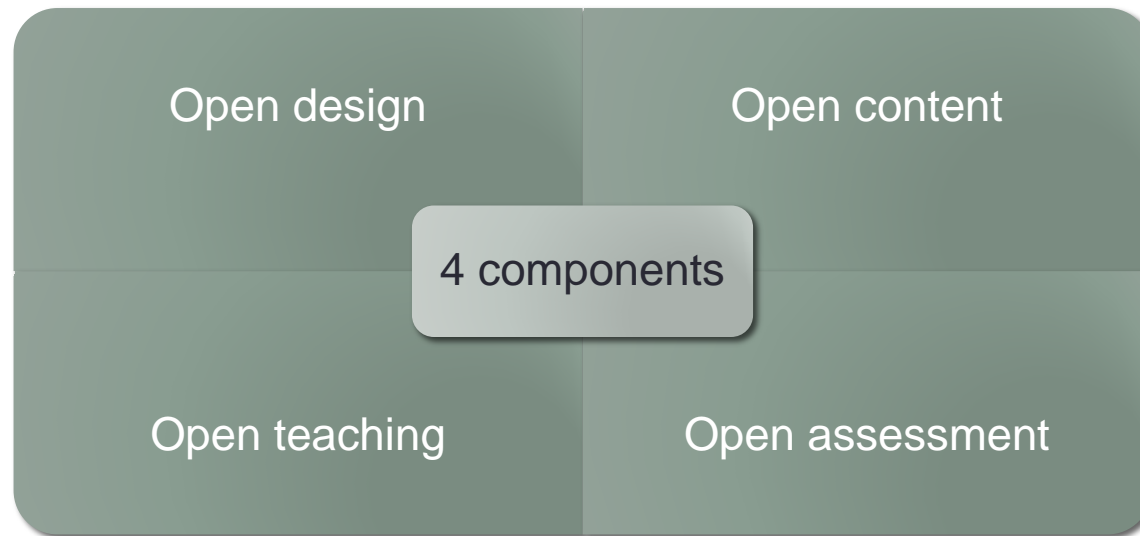 Open design
Open content
4 components
Open teaching
Open assessment